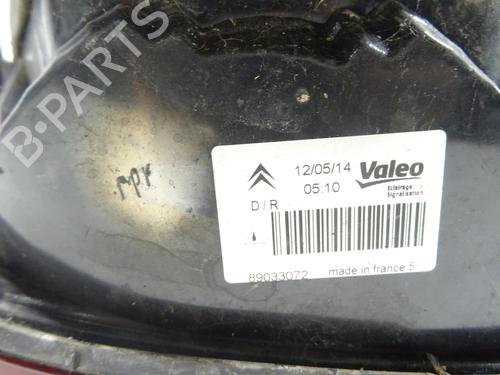 B-PARTS
12/05/14
05:10
Valeo
Eclairage
Signalisation
D / R
89033072
made in france 5